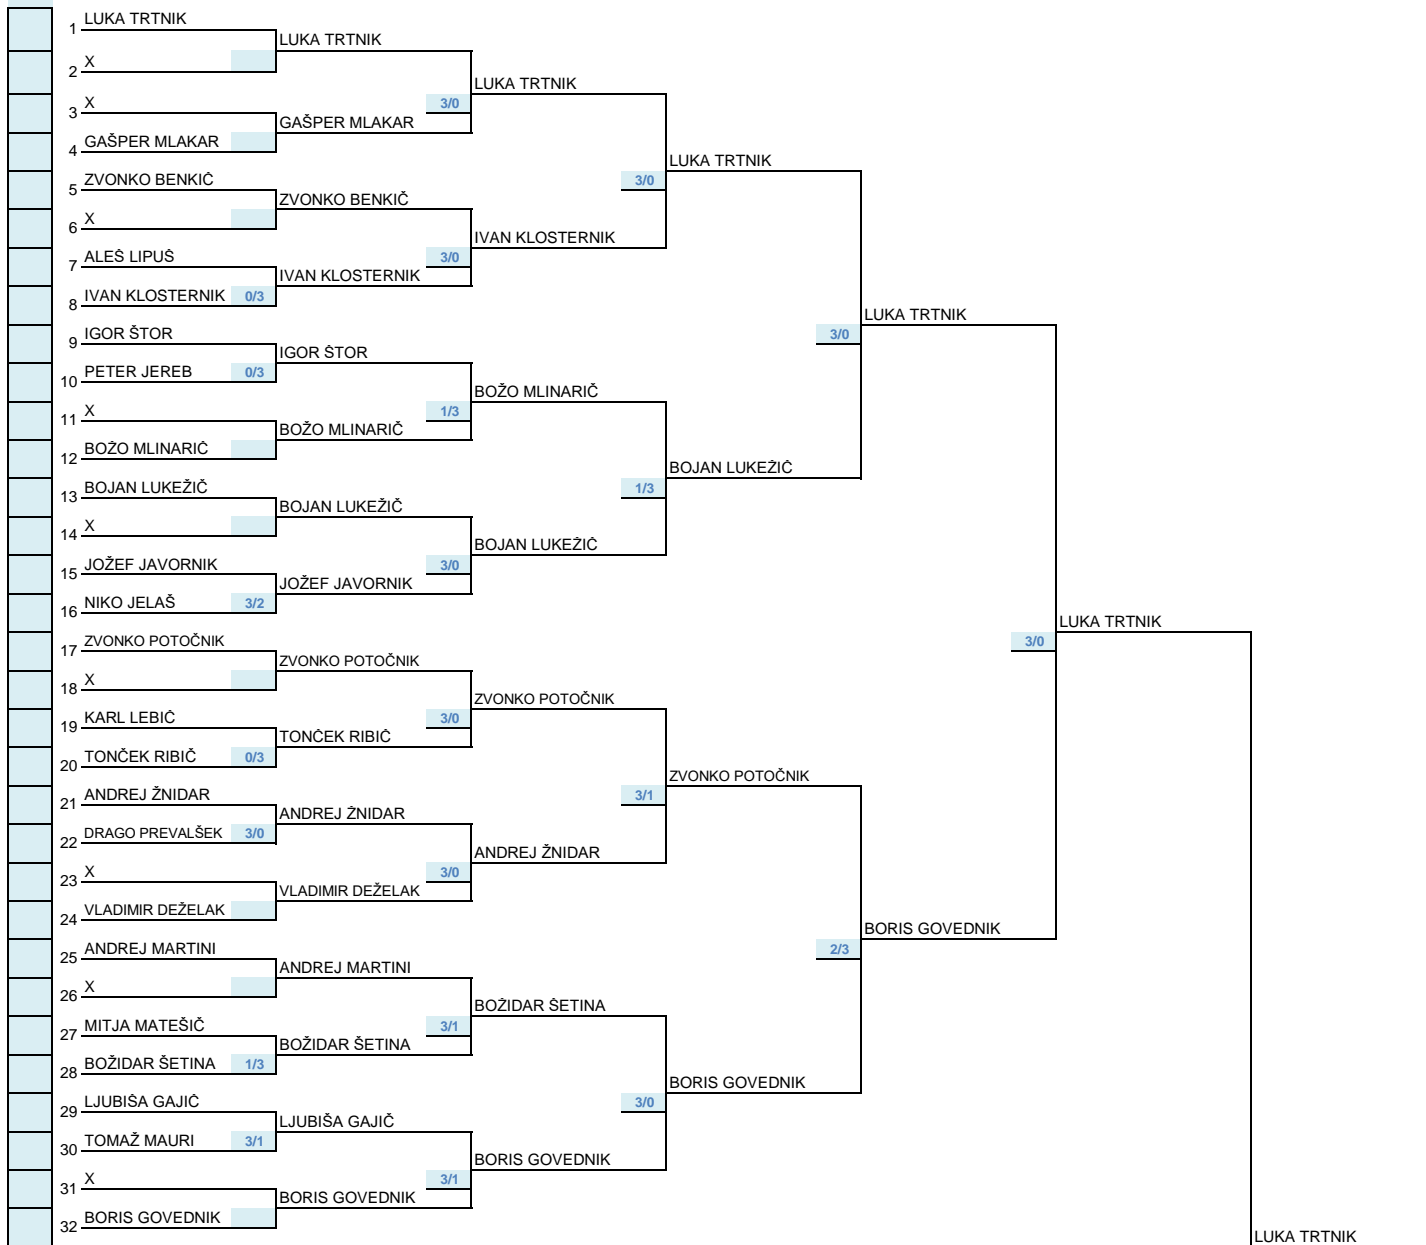 1 LUKA TRTNIK
LUKA TRTNIK
2 X
LUKA TRTNIK
3 X
3/0
GAŠPER MLAKAR
4 GAŠPER MLAKAR
LUKA TRTNIK
5 ZVONKO BENKIČ
3/0
ZVONKO BENKIČ
6 X
IVAN KLOSTERNIK
7 ALEŠ LIPUŠ
3/0
IVAN KLOSTERNIK
8 IVAN KLOSTERNIK 0/3
LUKA TRTNIK
9 IGOR ŠTOR
3/0
IGOR ŠTOR
10 PETER JEREB 0/3
BOŽO MLINARIČ
11 X
1/3
BOŽO MLINARIČ
12 BOŽO MLINARIČ
BOJAN LUKEŽIČ
13 BOJAN LUKEŽIČ
1/3
BOJAN LUKEŽIČ
14 X
BOJAN LUKEŽIČ
15 JOŽEF JAVORNIK
3/0
JOŽEF JAVORNIK
16 NIKO JELAŠ 3/2
LUKA TRTNIK
17 ZVONKO POTOČNIK
3/0
ZVONKO POTOČNIK
18 X
ZVONKO POTOČNIK
19 KARL LEBIČ
3/0
TONČEK RIBIČ
20 TONČEK RIBIČ 0/3
ZVONKO POTOČNIK
21 ANDREJ ŽNIDAR
3/1
ANDREJ ŽNIDAR
22 DRAGO PREVALŠEK 3/0
ANDREJ ŽNIDAR
23 X
3/0
VLADIMIR DEŽELAK
24 VLADIMIR DEŽELAK
BORIS GOVEDNIK
25 ANDREJ MARTINI
2/3
ANDREJ MARTINI
26 X
BOŽIDAR ŠETINA
27 MITJA MATEŠIČ
3/1
BOŽIDAR ŠETINA
28 BOŽIDAR ŠETINA 1/3
BORIS GOVEDNIK
29 LJUBIŠA GAJIČ
3/0
LJUBIŠA GAJIČ
30 TOMAŽ MAURI 3/1
BORIS GOVEDNIK
31 X
3/1
BORIS GOVEDNIK
32 BORIS GOVEDNIK
LUKA TRTNIK